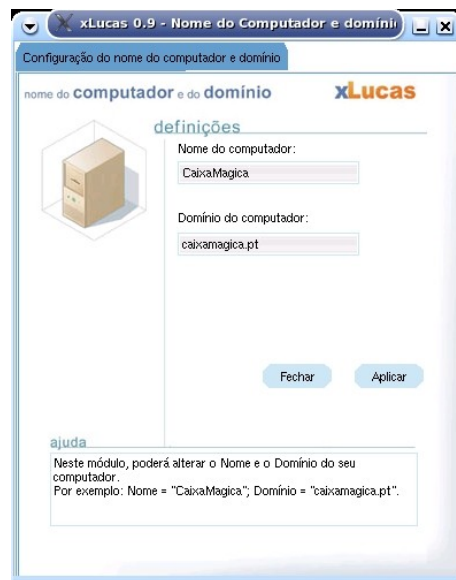 xLucas 0.9 - Nome do Computador e domíni
Configuração do nome do computador e domínio
nome do computador e do domínio
xLucas
definições
Nome do computador:
CaixaMagica
Domínio do computador:
caixamagica.pt
Fechar Aplicar
ajuda
Neste módulo, poderá alterar o Nome e o Domínio do seu
computador.
Por exemplo: Nome = "CaixaMagica"; Domínio = "caixamagica.pt".